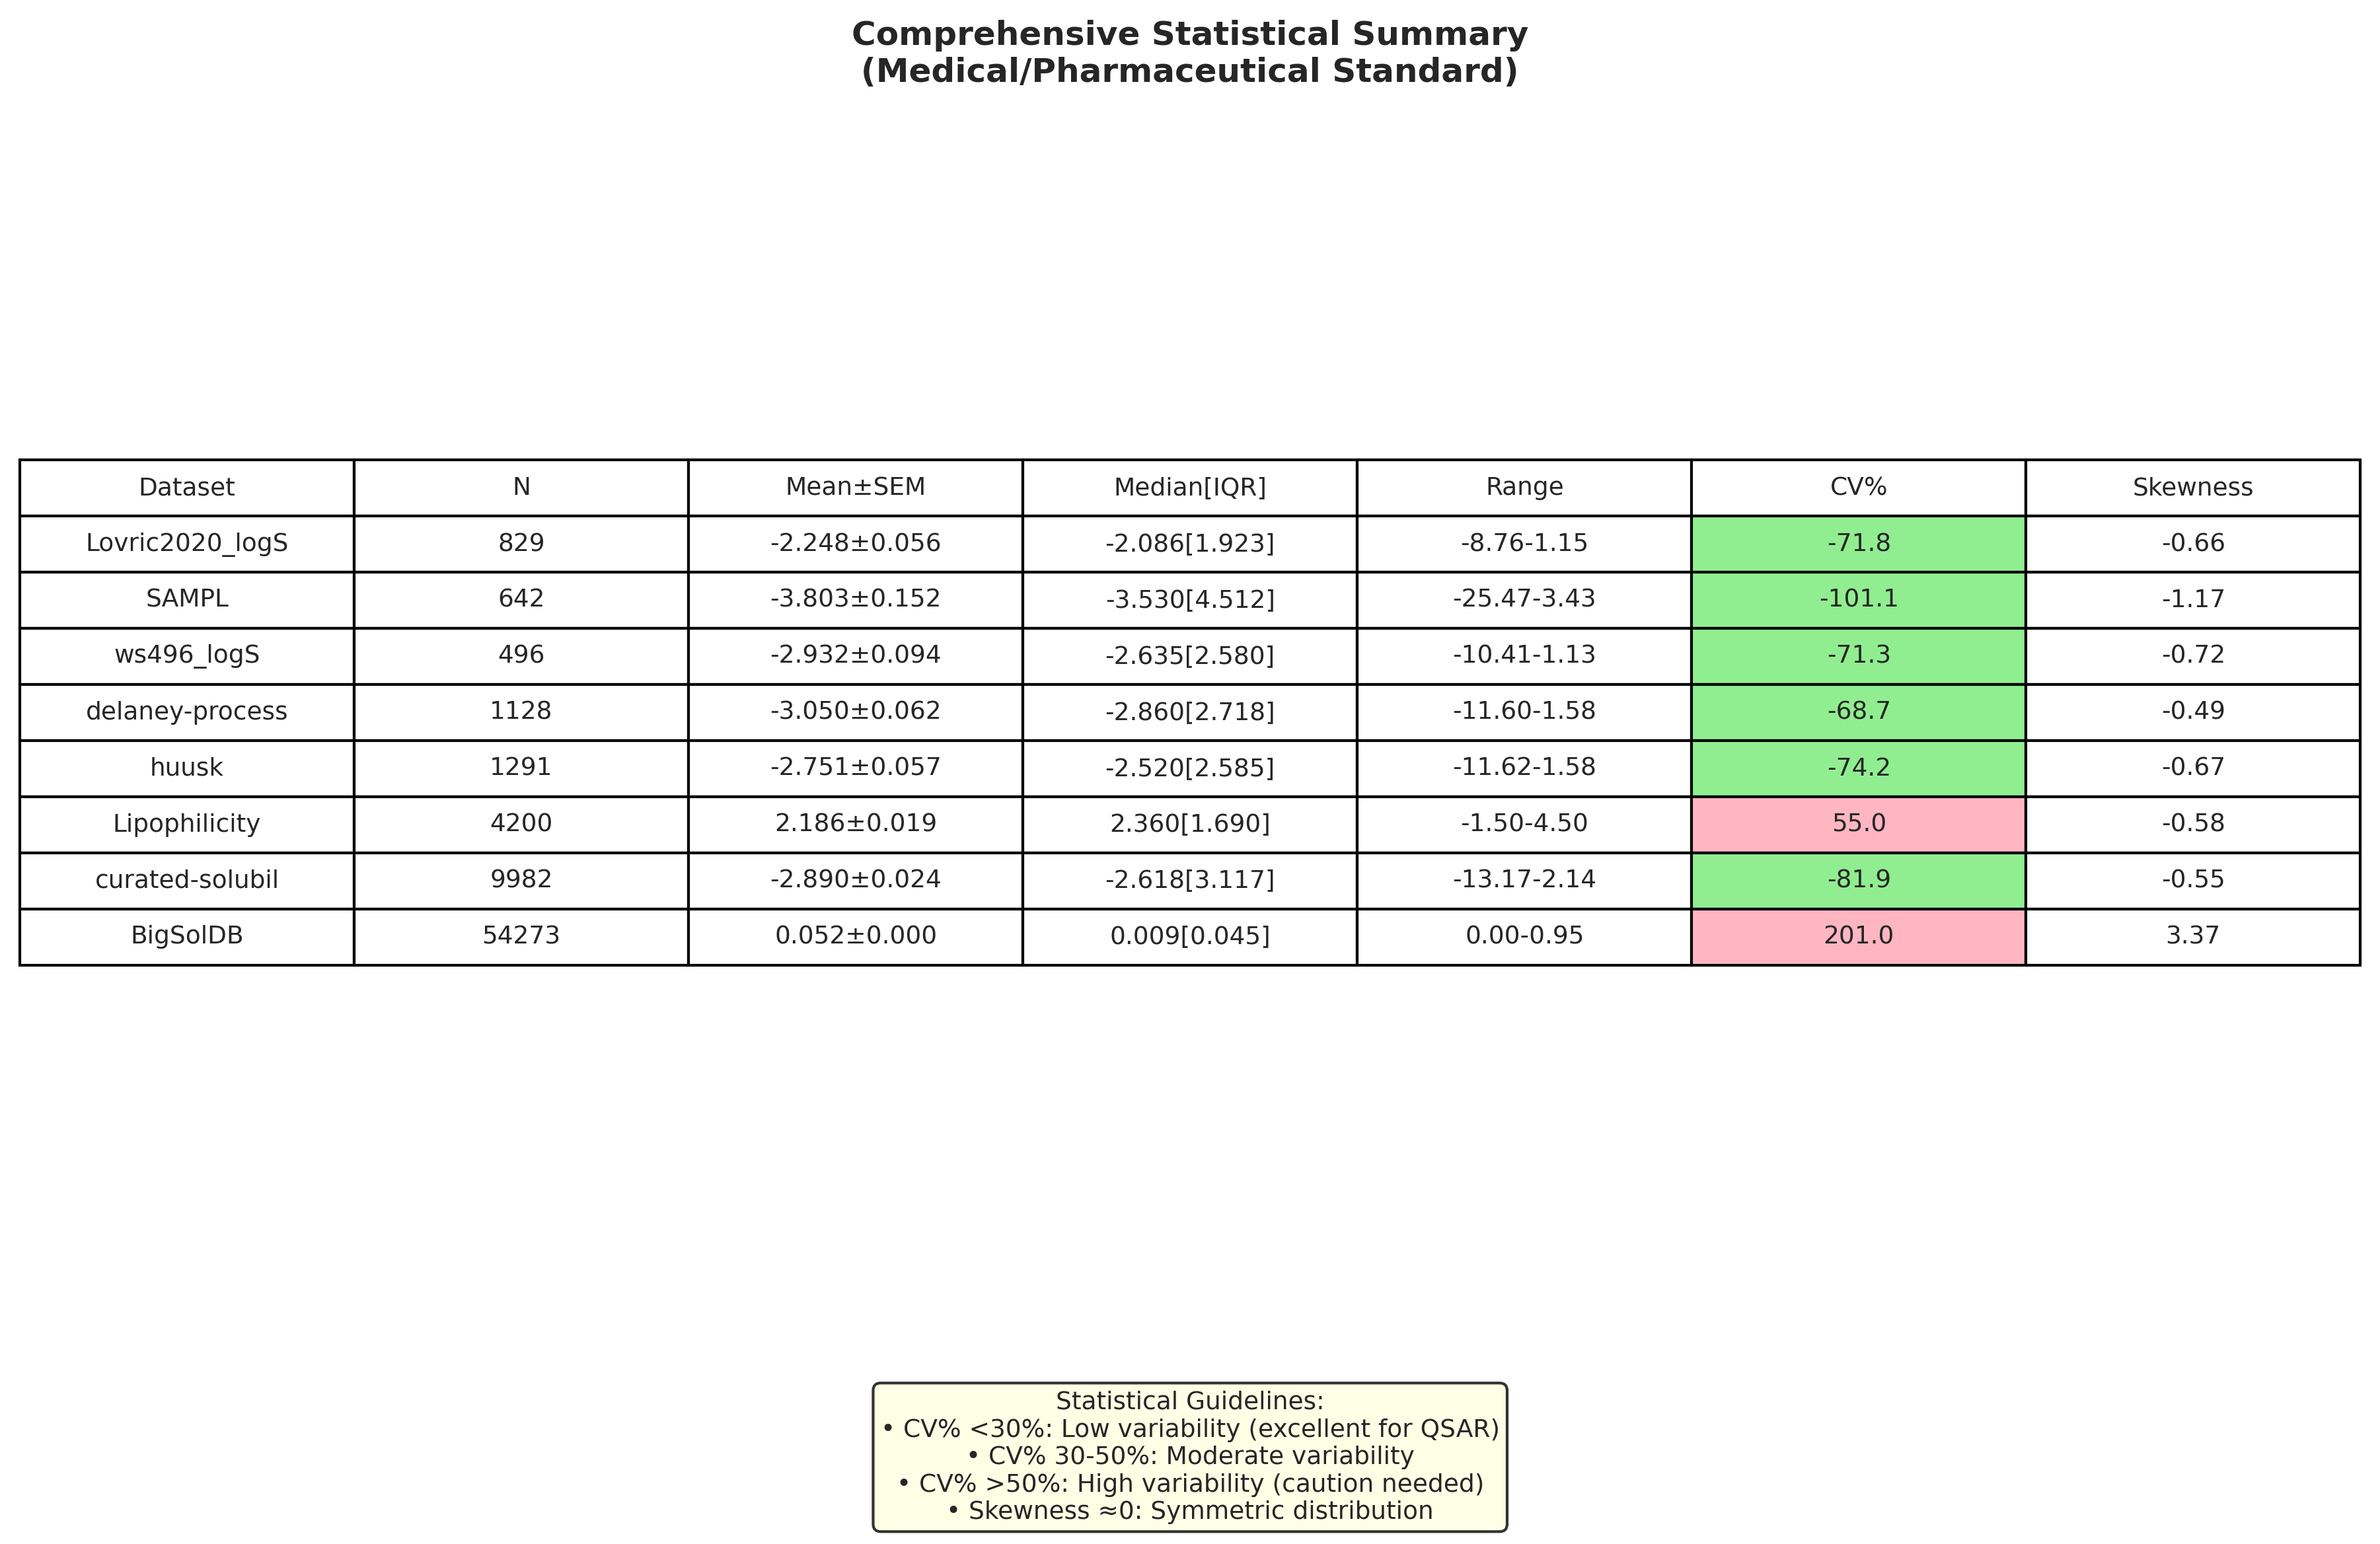 Comprehensive Statistical Summary
(Medical/Pharmaceutical Standard)
Dataset N Mean±SEM Median[IQR] Range CV% Skewness
Lovric2020_logS 829 -2.248±0.056 -2.086[1.923] -8.76-1.15 -71.8 -0.66
SAMPL 642 -3.803±0.152 -3.530[4.512] -25.47-3.43 -101.1 -1.17
ws496_logS 496 -2.932±0.094 -2.635[2.580] -10.41-1.13 -71.3 -0.72
delaney-process 1128 -3.050±0.062 -2.860[2.718] -11.60-1.58 -68.7 -0.49
huusk 1291 -2.751±0.057 -2.520[2.585] -11.62-1.58 -74.2 -0.67
Lipophilicity 4200 2.186±0.019 2.360[1.690] -1.50-4.50 55.0 -0.58
curated-solubil 9982 -2.890±0.024 -2.618[3.117] -13.17-2.14 -81.9 -0.55
BigSolDB 54273 0.052±0.000 0.009[0.045] 0.00-0.95 201.0 3.37
Statistical Guidelines:
• CV% <30%: Low variability (excellent for QSAR)
• CV% 30-50%: Moderate variability
• CV% >50%: High variability (caution needed)
• Skewness ≈0: Symmetric distribution